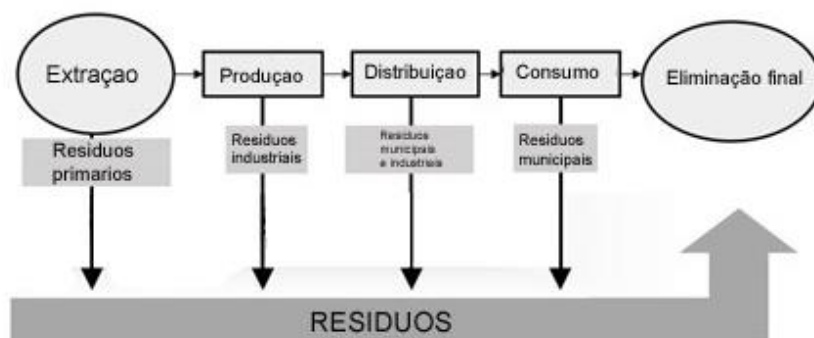 Extraçao
Produçao
Distribuiçao
Consumo
Eliminação final
Residuos
primarios
Residuos
industriais
Residuos
municipais
e industriais
Residuos
municipais
RESIDUOS